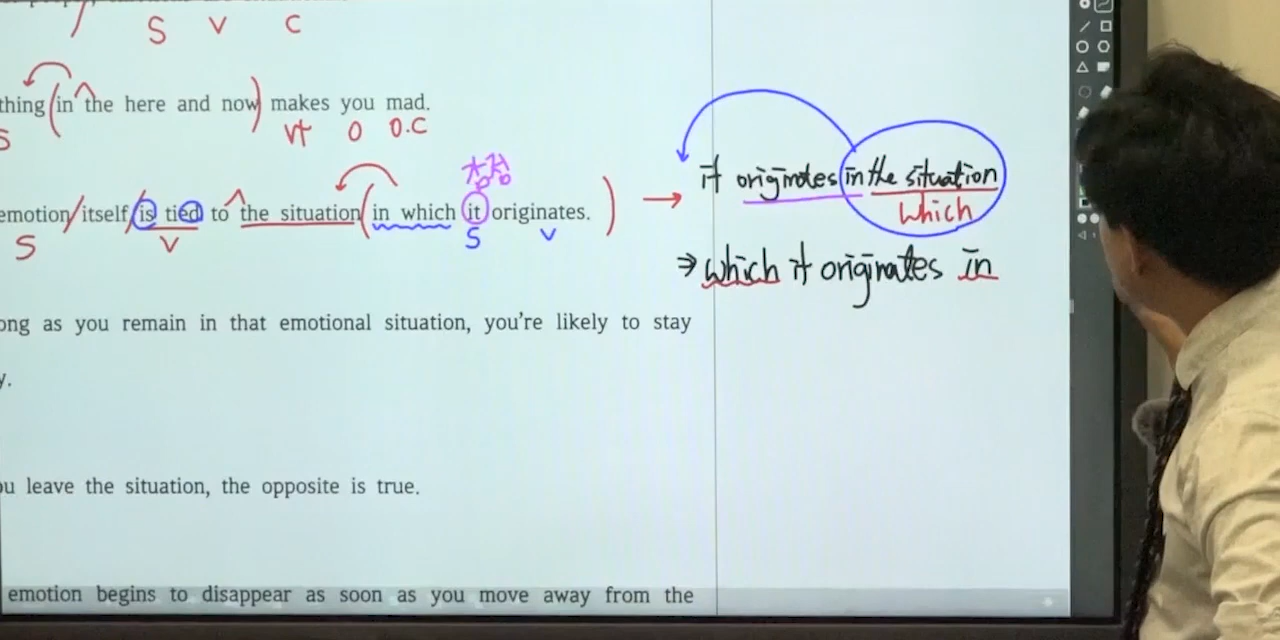 S V C
thing (in the here and now) makes you mad.
S vt O O.C
대장
emotion / itself / is tied to the situation (in which it originates.) → it originates in the situation
which
S V S V
⇒ which it originates in
ong as you remain in that emotional situation, you're likely to stay
y.
ou leave the situation, the opposite is true.
emotion begins to disappear as soon as you move away from the